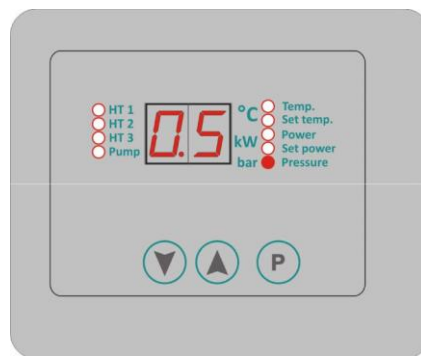 HT 1
HT 2
HT 3
Pump
0.5
°C
kW
bar
Temp.
Set temp.
Power
Set power
Pressure
P